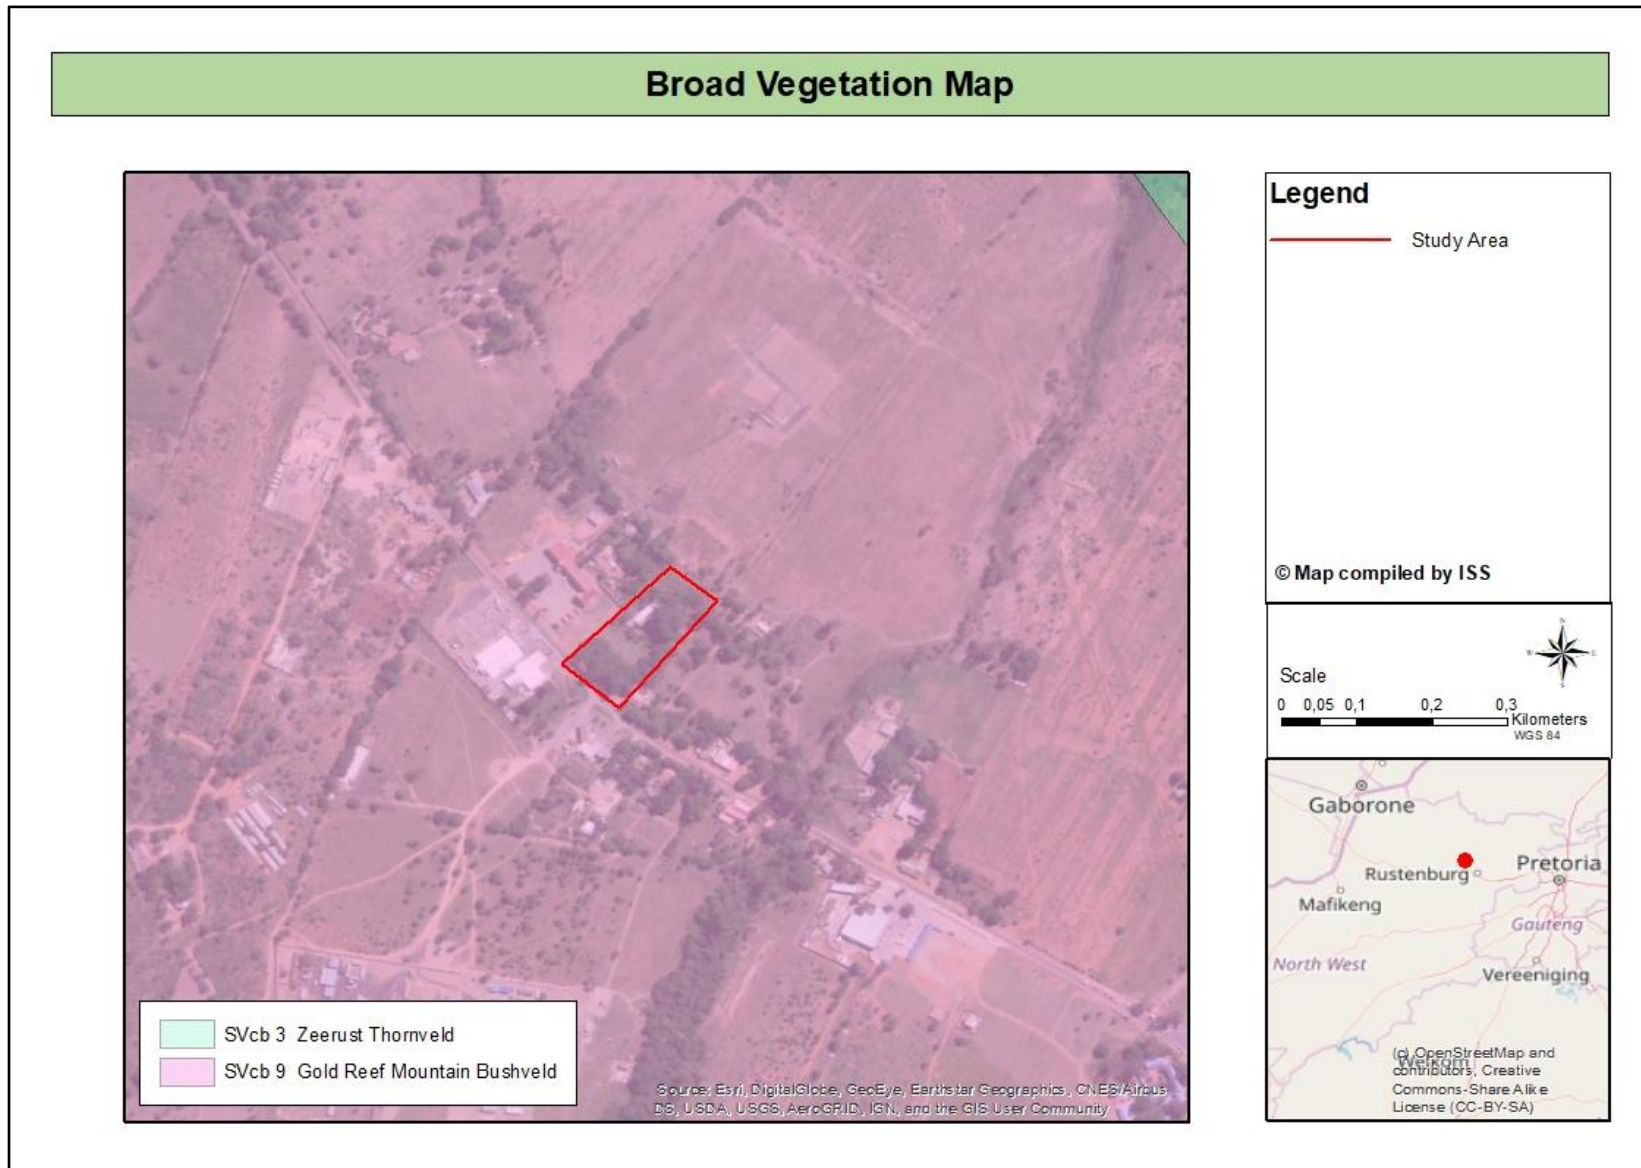 Broad Vegetation Map
Legend
Study Area
© Map compiled by ISS
N
W
E
S
Scale
0 0,05 0,1 0,2 0,3
Kilometers
WGS 84
Gaborone
Pretoria
Rustenburg
Mafikeng
Gauteng
North West
Vereeniging
Welkom
(c) OpenStreetMap and
contributors, Creative
Commons-Share Alike
License (CC-BY-SA)
SVcb 3 Zeerust Thornveld
SVcb 9 Gold Reef Mountain Bushveld
Source: Esri, DigitalGlobe, GeoEye, Earthstar Geographics, CNES/Airbus
DS, USDA, USGS, AeroGRID, IGN, and the GIS User Community